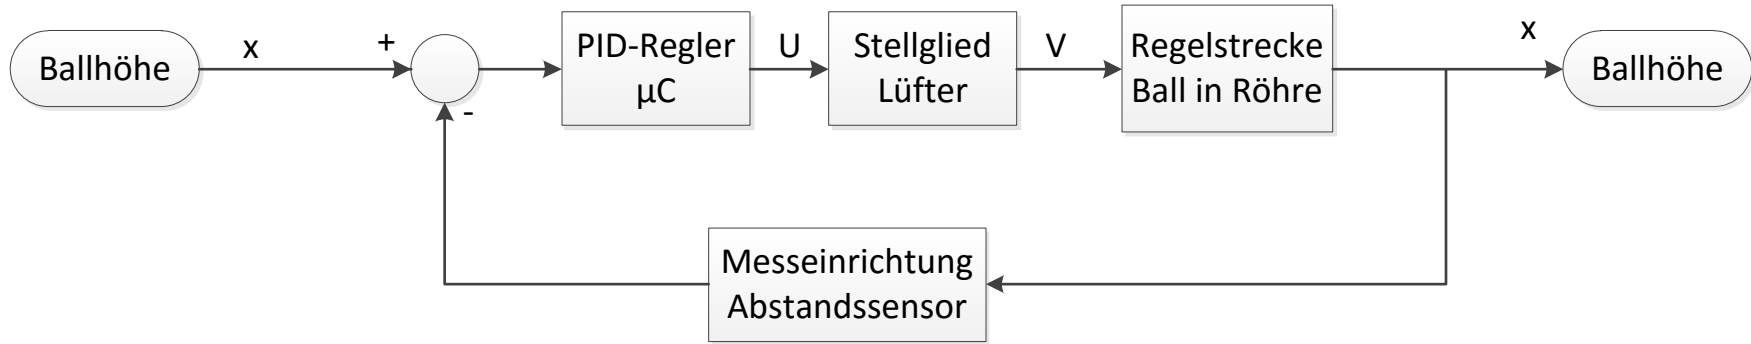 Ballhöhe
x
+
-
PID-Regler
µC
U
Stellglied
Lüfter
V
Regelstrecke
Ball in Röhre
x
Ballhöhe
Messeinrichtung
Abstandssensor